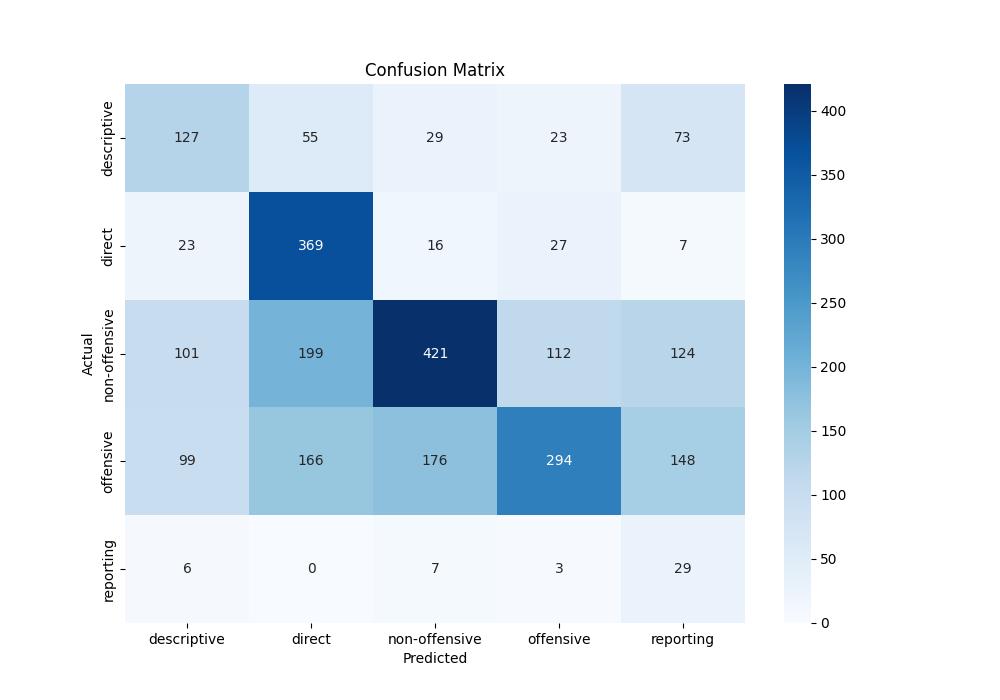 Confusion Matrix
Actual
descriptive 127 55 29 23 73
direct 23 369 16 27 7
non-offensive 101 199 421 112 124
offensive 99 166 176 294 148
reporting 6 0 7 3 29
descriptive direct non-offensive offensive reporting
Predicted
400
350
300
250
200
150
100
50
0